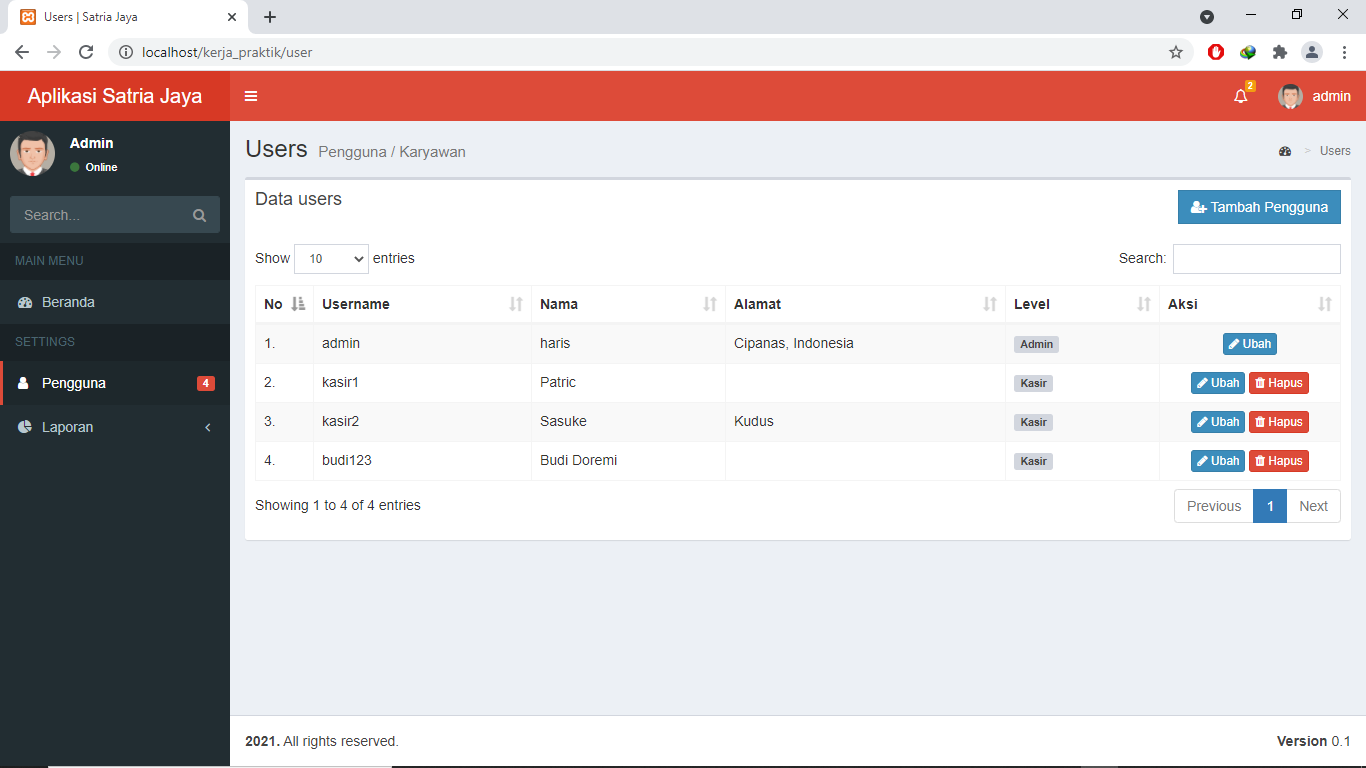 Users | Satria Jaya
localhost/kerja_praktik/user
Aplikasi Satria Jaya
2
admin
Admin
Online
Search...
MAIN MENU
Beranda
SETTINGS
Pengguna 4
Laporan
Users Pengguna / Karyawan
> Users
Data users
Tambah Pengguna
Show 10 entries
Search:
No Username Nama Alamat Level Aksi
1. admin haris Cipanas, Indonesia Admin Ubah
2. kasir1 Patric Kasir Ubah Hapus
3. kasir2 Sasuke Kudus Kasir Ubah Hapus
4. budi123 Budi Doremi Kasir Ubah Hapus
Showing 1 to 4 of 4 entries
Previous 1 Next
2021. All rights reserved.
Version 0.1